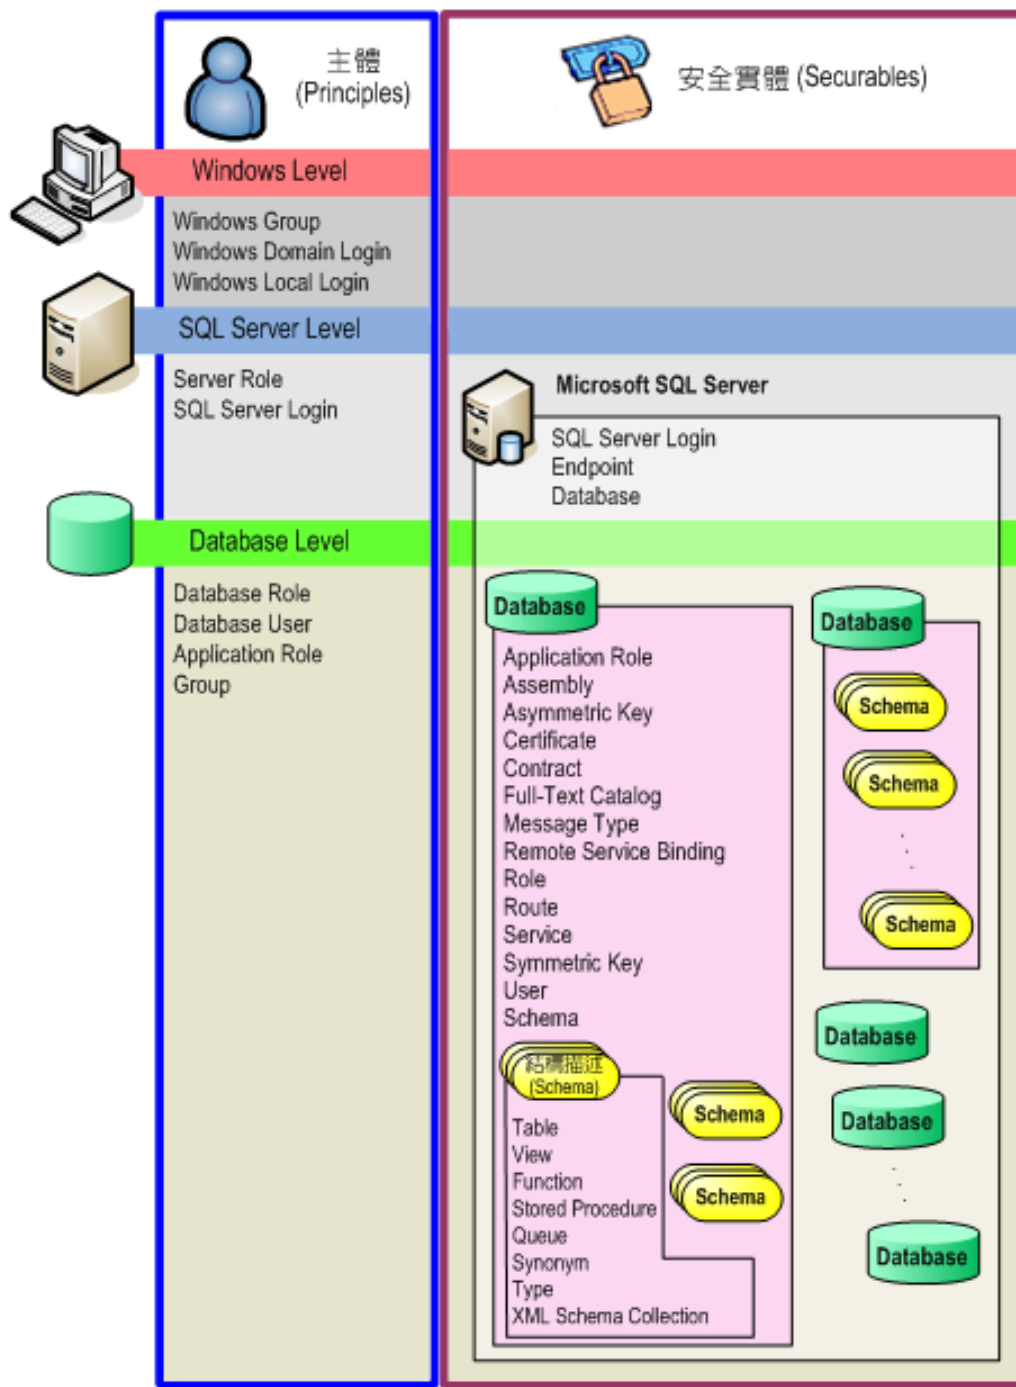 主體
(Principles)
安全實體 (Securables)
Windows Level
Windows Group
Windows Domain Login
Windows Local Login
SQL Server Level
Server Role
SQL Server Login
Microsoft SQL Server
SQL Server Login
Endpoint
Database
Database Level
Database Role
Database User
Application Role
Group
Database
Application Role
Assembly
Asymmetric Key
Certificate
Contract
Full-Text Catalog
Message Type
Remote Service Binding
Role
Route
Service
Symmetric Key
User
Schema
結構描述
(Schema)
Table
View
Function
Stored Procedure
Queue
Synonym
Type
XML Schema Collection
Schema
Schema
Database
Schema
Schema
Schema
Database
Database
Database